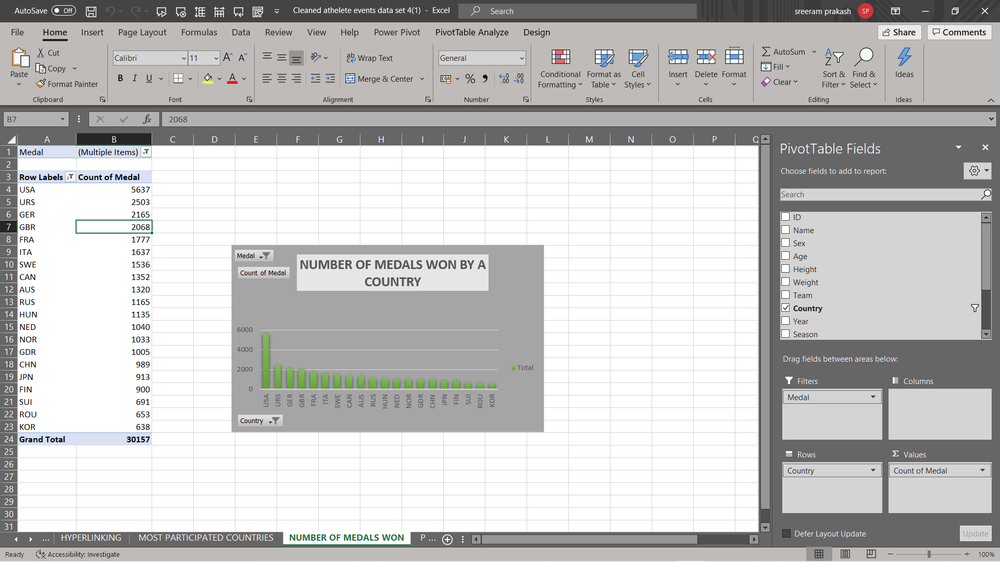 AutoSave Off Cleaned athelete events data set 4(1) - Excel Search sreeram prakash SP
File Home Insert Page Layout Formulas Data Review View Help Power Pivot PivotTable Analyze Design Share Comments
Paste
Cut
Copy
Format Painter
Clipboard
Calibri 11
B I U A
Font
Wrap Text
Merge & Center
Alignment
General
% 9
Number
Conditional Formatting
Format as Table
Cell Styles
Styles
Insert Delete Format
Cells
AutoSum
Fill
Clear
Sort & Filter
Find & Select
Editing
Ideas
Ideas
B7 fx 2068
A B C D E F G H I J K L M N O P Q
1 Medal (Multiple Items)
2
3 Row Labels Count of Medal
4 USA 5637
5 URS 2503
6 GER 2165
7 GBR 2068
8 FRA 1777
9 ITA 1637
10 SWE 1536
11 CAN 1352
12 AUS 1320
13 RUS 1165
14 HUN 1135
15 NED 1040
16 NOR 1033
17 GDR 1005
18 CHN 989
19 JPN 913
20 FIN 900
21 SUI 691
22 ROU 653
23 KOR 638
24 Grand Total 30157
25
26
27
28
29
30
31
Medal
Count of Medal
NUMBER OF MEDALS WON BY A
COUNTRY
6000
4000
2000
0
Total
USA URS GER GBR FRA ITA SWE CAN AUS RUS HUN NED NOR GDR CHN JPN FIN SUI ROU KOR
Country
PivotTable Fields
Choose fields to add to report:
Search
ID
Name
Sex
Age
Height
Weight
Team
Country
Year
Season
Drag fields between areas below:
Filters Columns
Medal
Rows Values
Country Count of Medal
Defer Layout Update Update
... HYPERLINKING MOST PARTICIPATED COUNTRIES NUMBER OF MEDALS WON P ...
Ready Accessibility: Investigate 100%